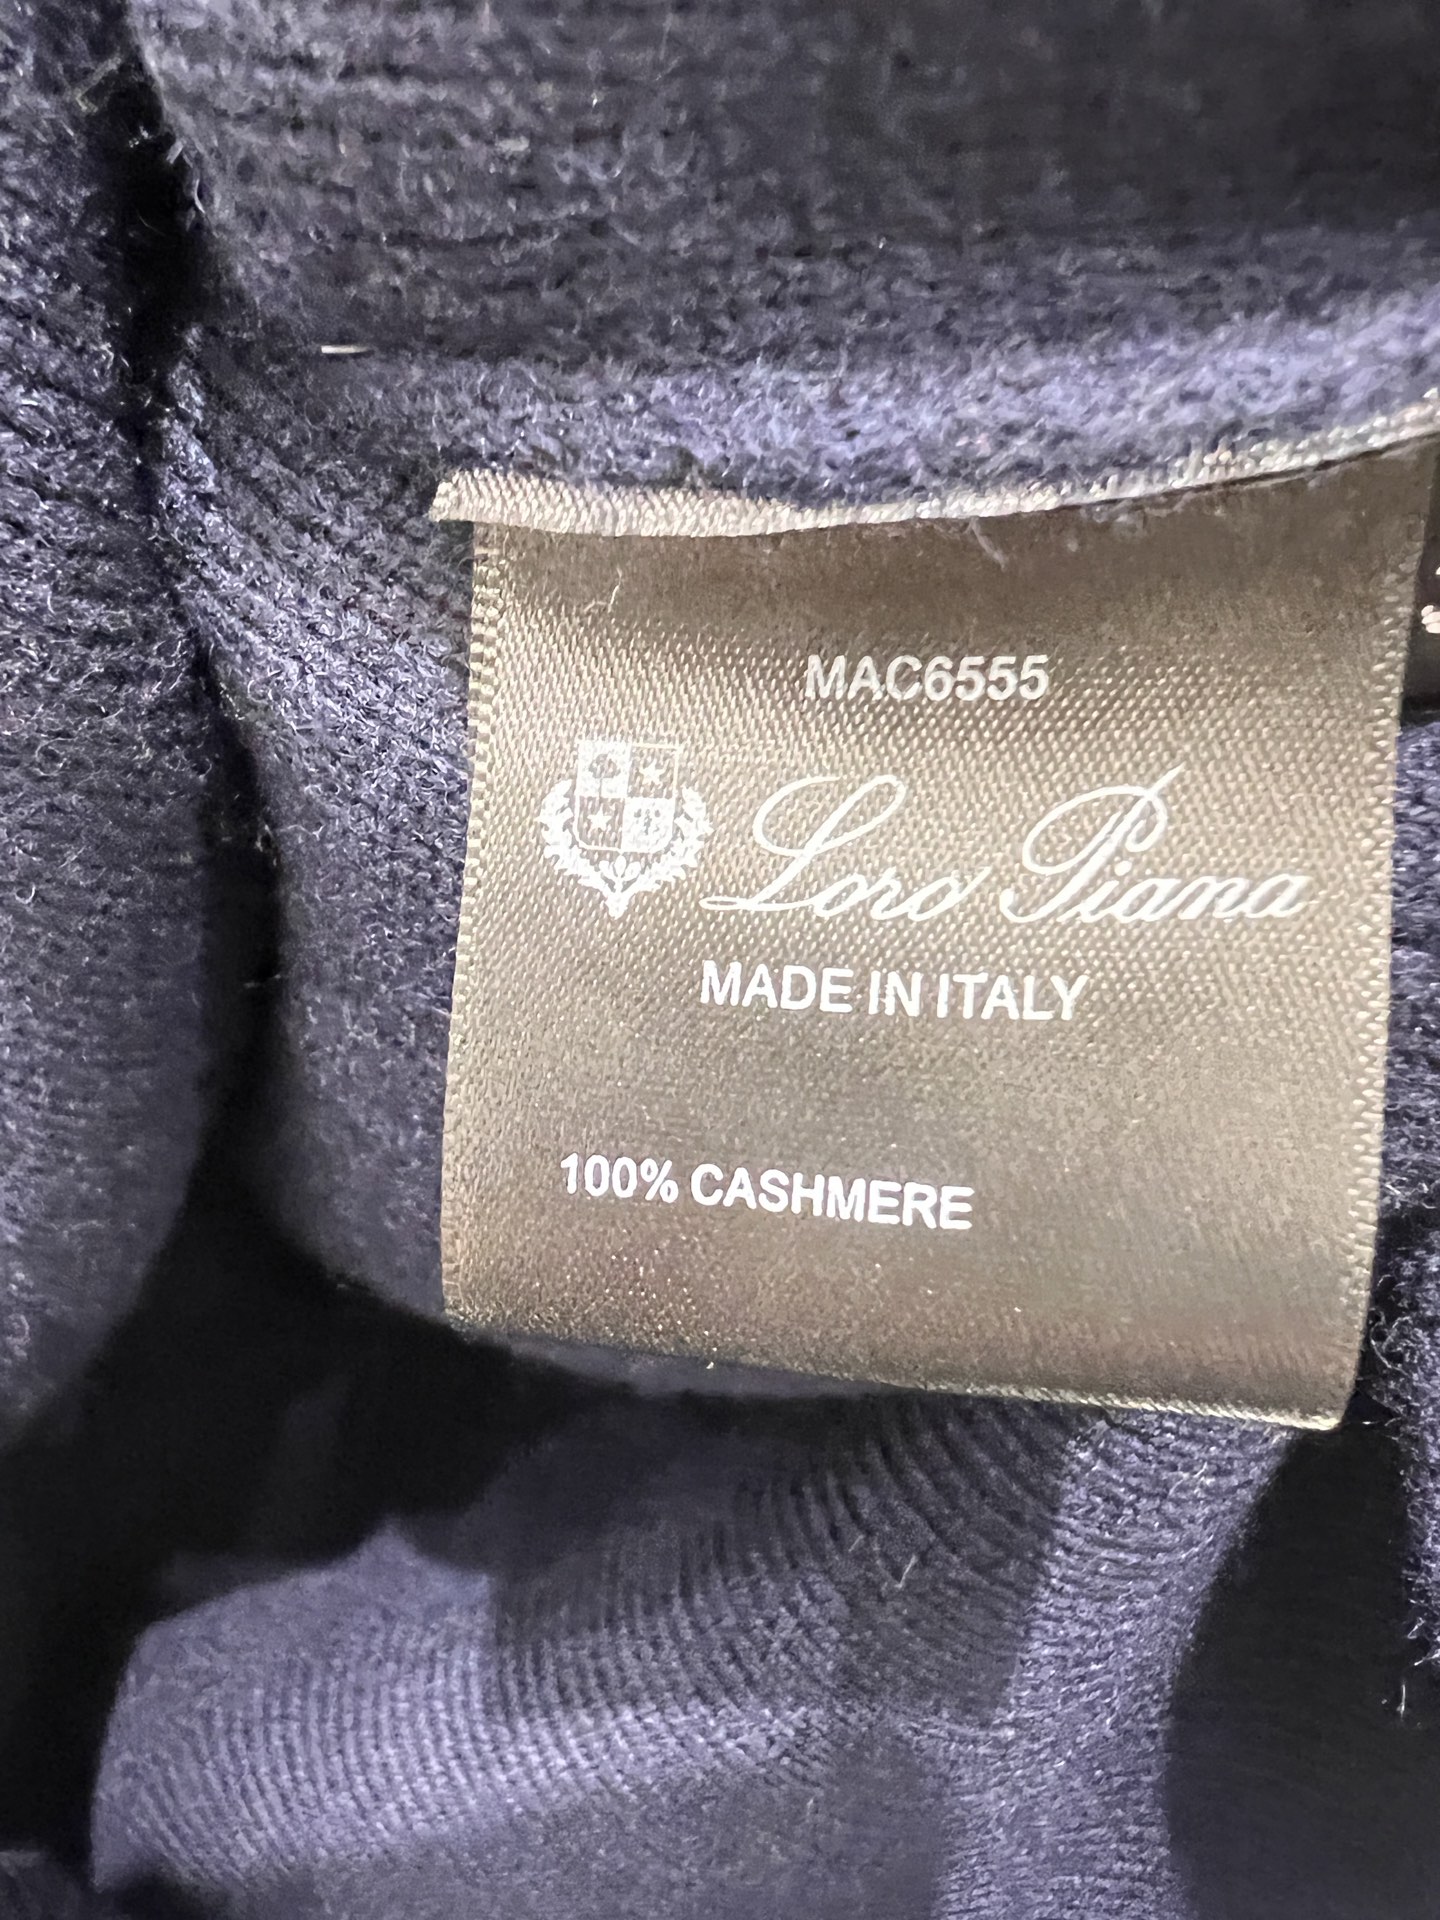 MAC6555
Loro Piana
MADE IN ITALY
100% CASHMERE